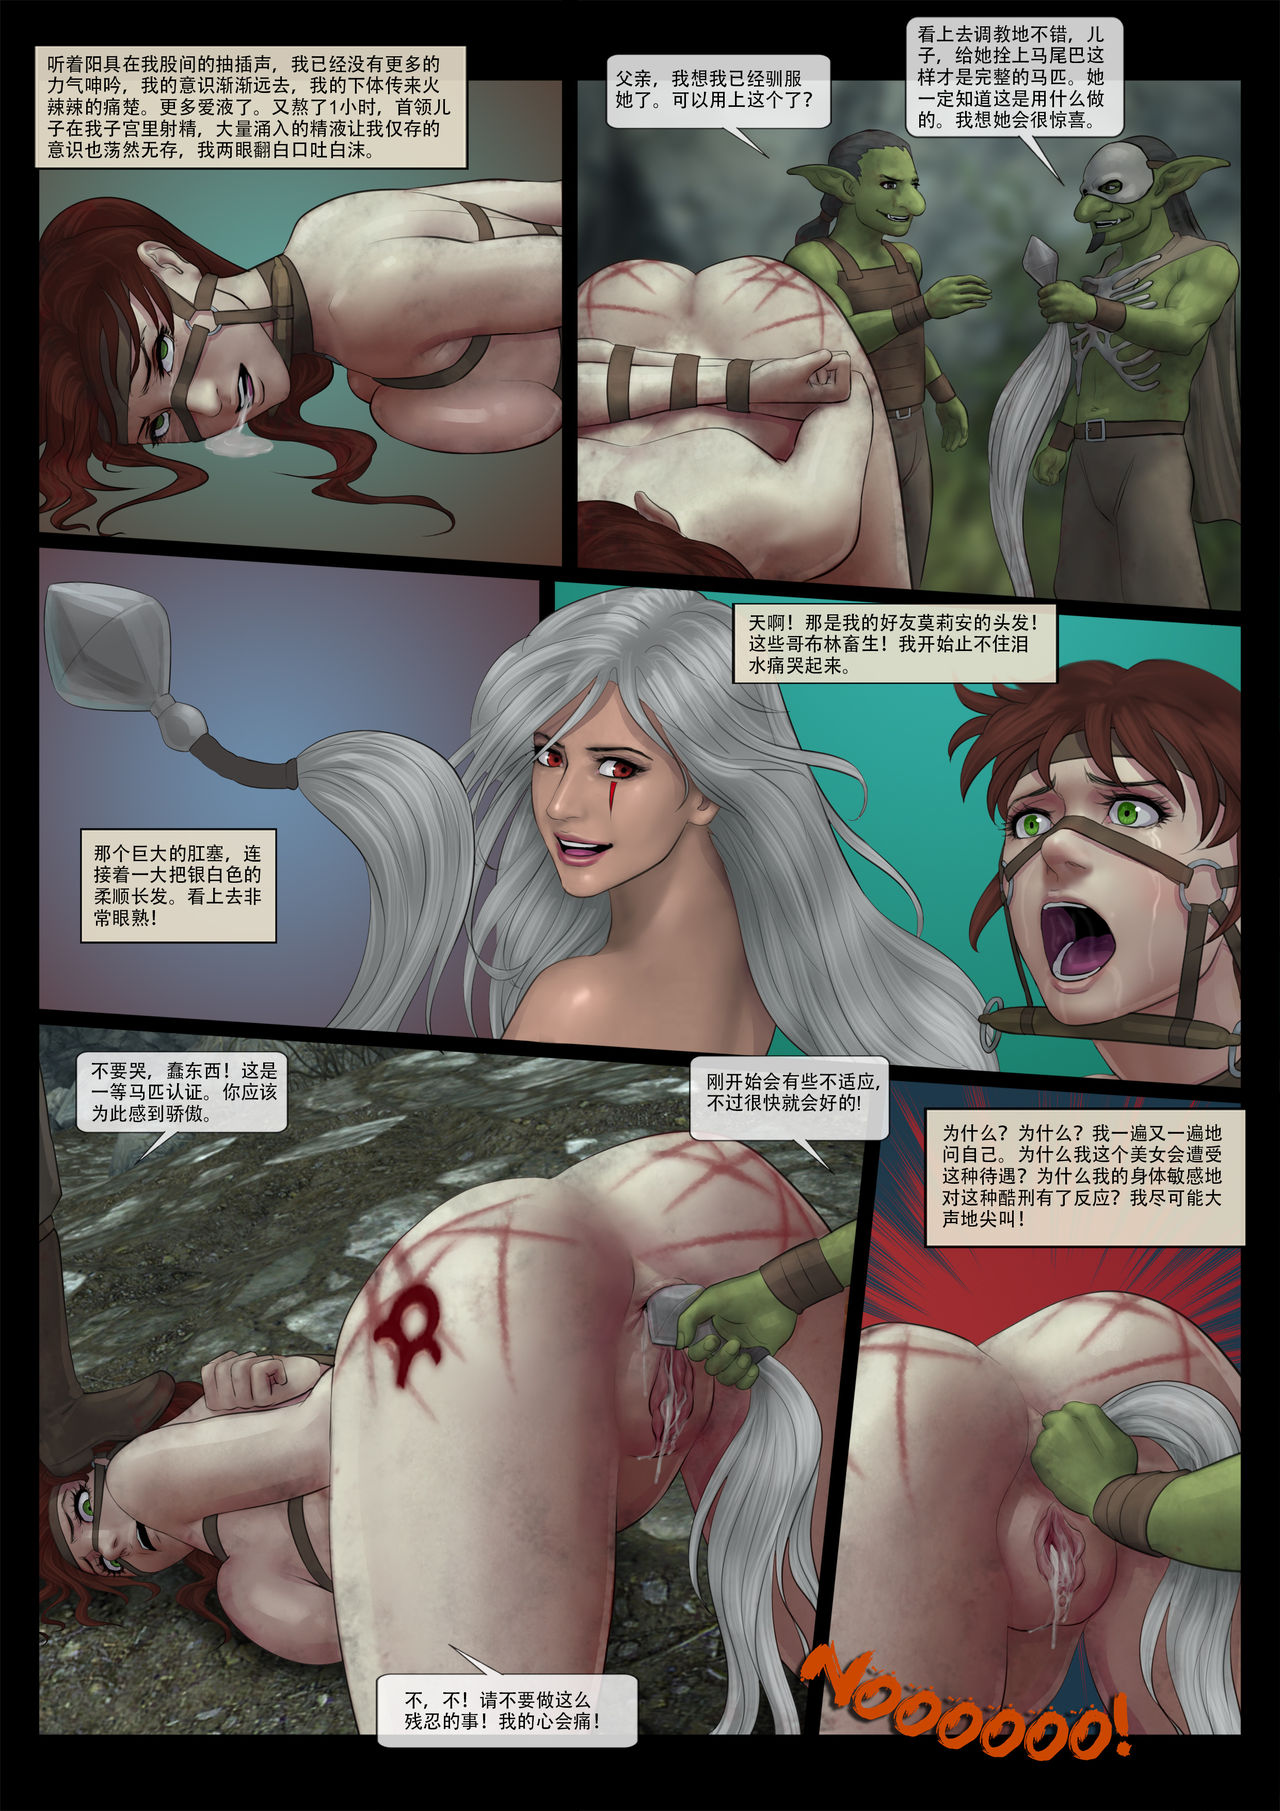 听着阳具在我股间的抽插声，我已经没有更多的
力气呻吟，我的意识渐渐远去，我的下体传来火
辣辣的痛楚。更多爱液了。又熬了1小时，首领儿
子在我子宫里射精，大量涌入的精液让我仅存的
意识也荡然无存，我两眼翻白口吐白沫。
父亲，我想我已经驯服
她了。可以用上这个了？
看上去调教地不错，儿
子，给她拴上马尾巴这
样才是完整的马匹。她
一定知道这是用什么做
的。我想她会很惊喜。
那个巨大的肛塞，连
接着一大把银白色的
柔顺长发。看上去非
常眼熟！
天啊！那是我的好友莫莉安的头发！
这些哥布林畜生！我开始止不住泪
水痛哭起来。
不要哭，蠢东西！这是
一等马匹认证。你应该
为此感到骄傲。
刚开始会有些不适应,
不过很快就会好的!
为什么？为什么？我一遍又一遍地
问自己。为什么我这个美女会遭受
这种待遇？为什么我的身体敏感地
对这种酷刑有了反应？我尽可能大
声地尖叫！
不，不！请不要做这么
残忍的事！我的心会痛！
NOOOOOOO!